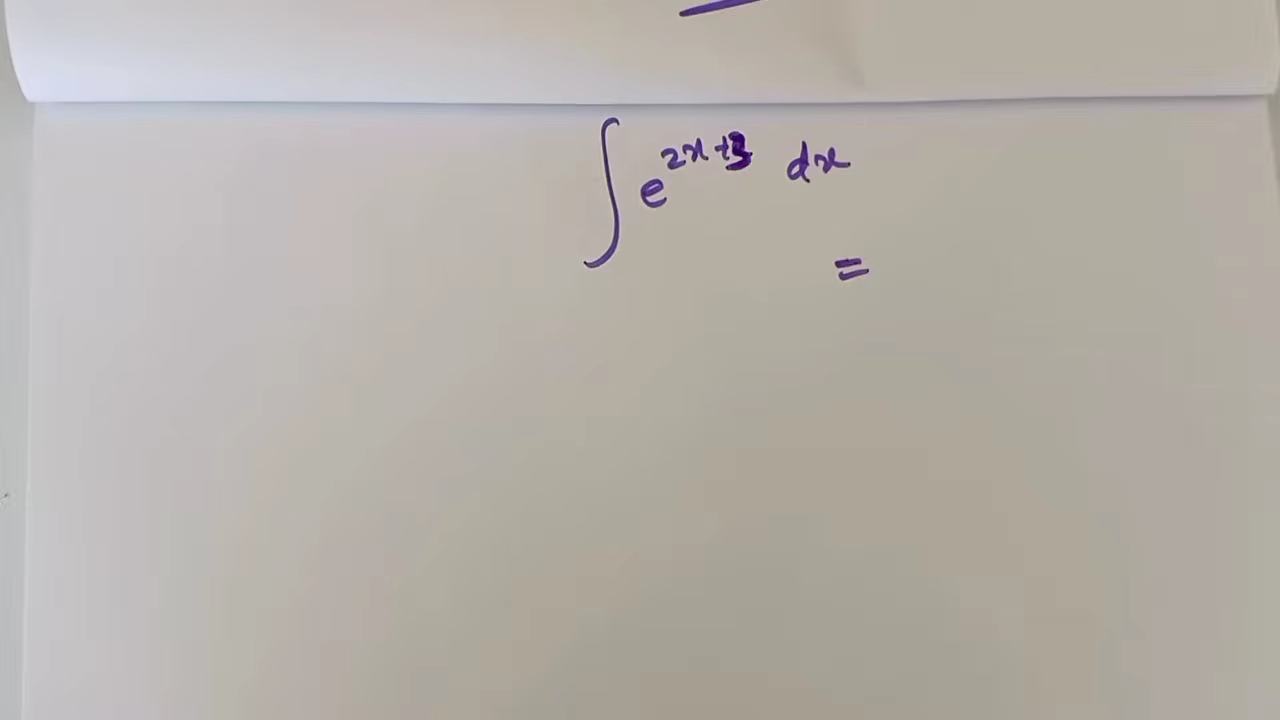 ∫ e^{2x+3} dx
=